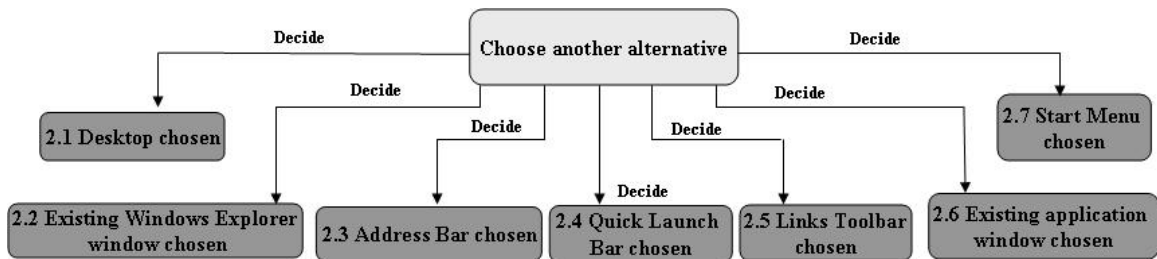 Decide
Choose another alternative
Decide
Decide
Decide
Decide
Decide
Decide
2.1 Desktop chosen
2.7 Start Menu
chosen
Decide
2.2 Existing Windows Explorer
window chosen
2.3 Address Bar chosen
2.4 Quick Launch
Bar chosen
2.5 Links Toolbar
chosen
2.6 Existing application
window chosen